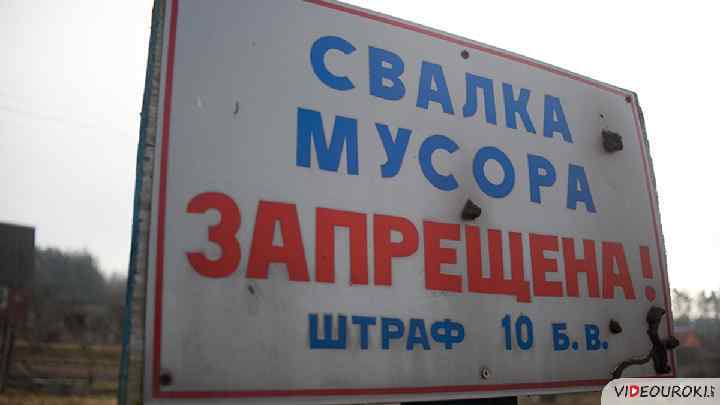 СВАЛКА
МУСОРА
ЗАПРЕЩЕНА!
ШТРАФ 10 Б.В.
VIDEOUROKI